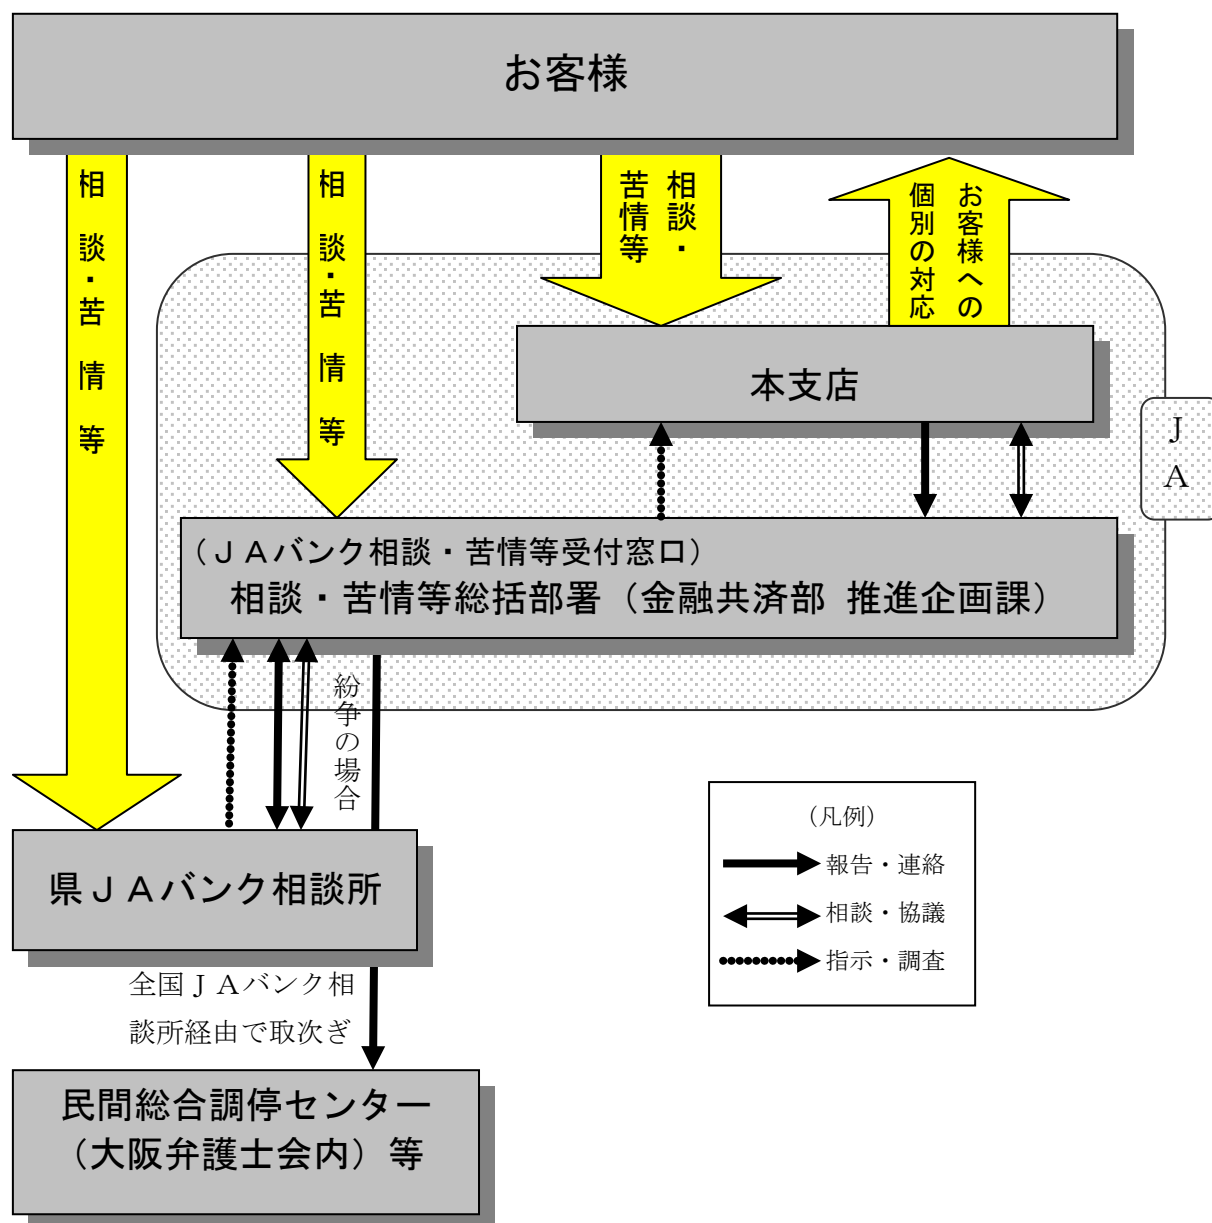 お客様
相談・苦情等
相談・苦情等
相談・
苦情等
お客様への
個別の対応
本支店
ＪＡ
（ＪＡバンク相談・苦情等受付窓口）
相談・苦情等総括部署（金融共済部 推進企画課）
紛争の場合
県ＪＡバンク相談所
（凡例）
報告・連絡
相談・協議
指示・調査
全国ＪＡバンク相
談所経由で取次ぎ
民間総合調停センター
（大阪弁護士会内）等